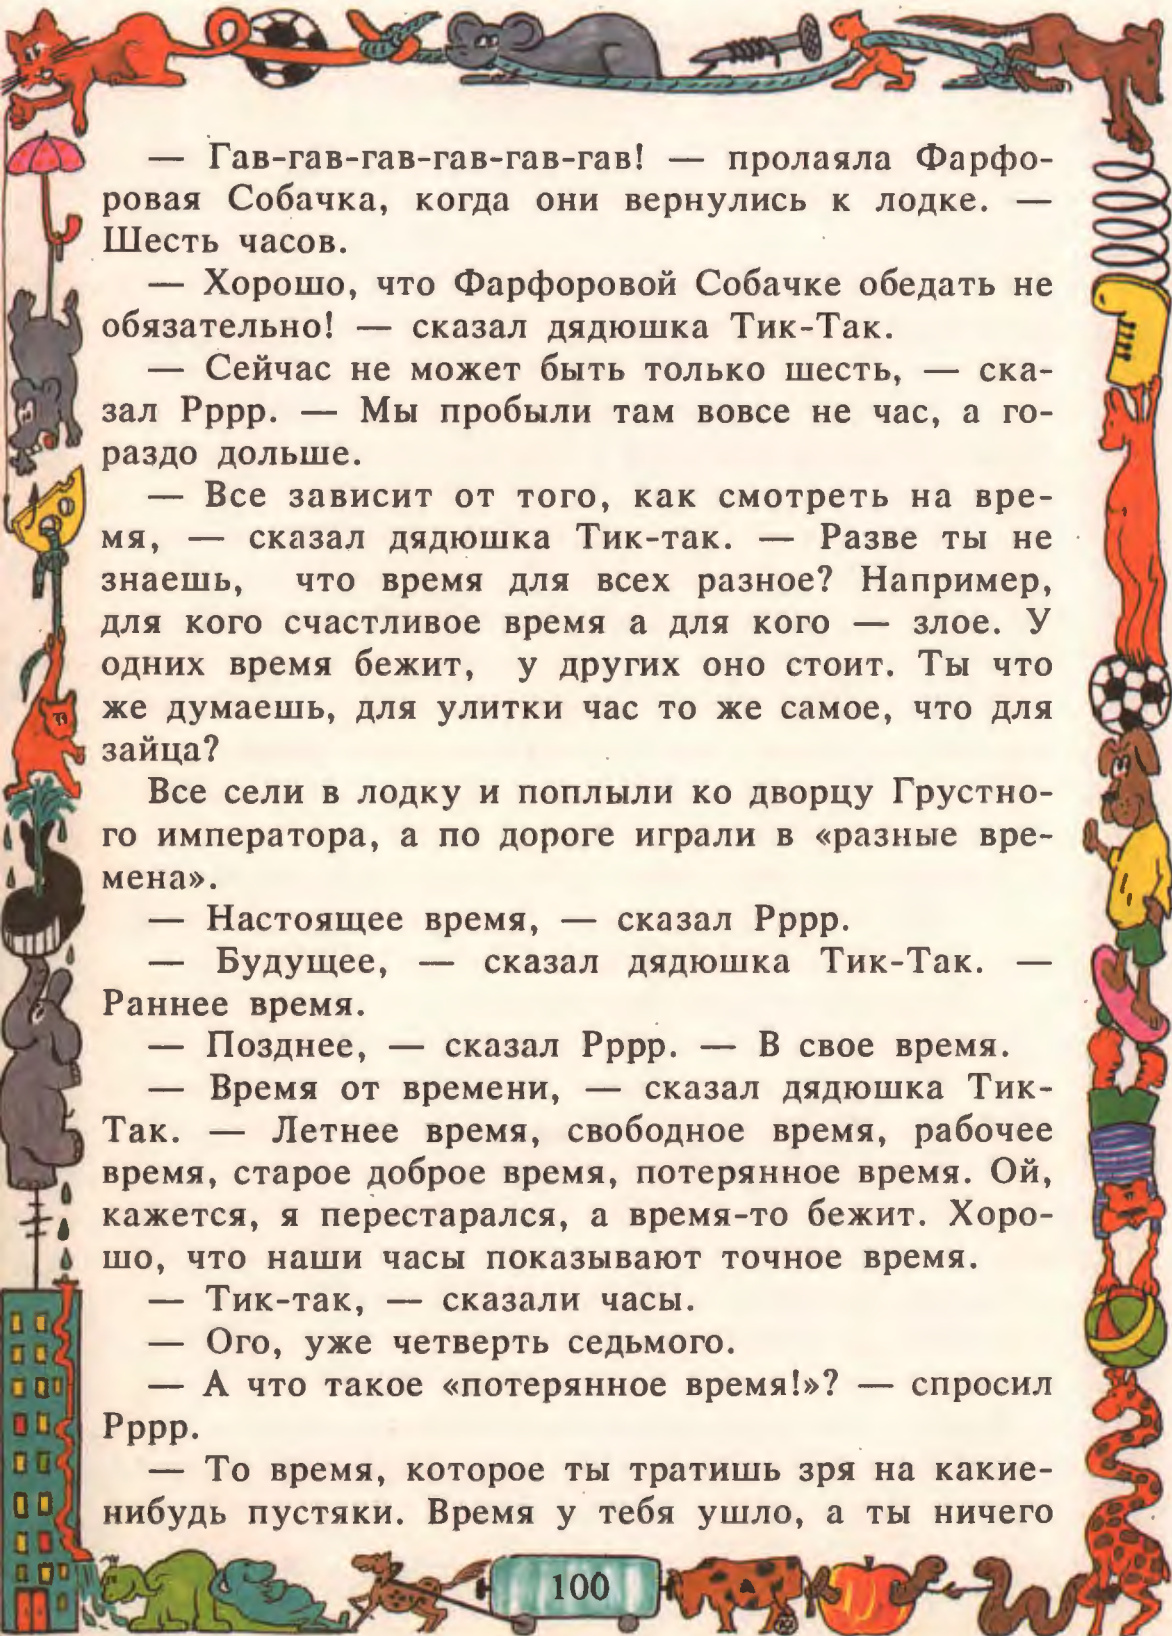 — Гав-гав-гав-гав-гав-гав! — пролаяла Фарфо-
ровая Собачка, когда они вернулись к лодке. —
Шесть часов.
— Хорошо, что Фарфоровой Собачке обедать не
обязательно! — сказал дядюшка Тик-Так.
— Сейчас не может быть только шесть, — ска-
зал Рррр. — Мы пробыли там вовсе не час, а го-
раздо дольше.
— Все зависит от того, как смотреть на вре-
мя, — сказал дядюшка Тик-так. — Разве ты не
знаешь, что время для всех разное? Например,
для кого счастливое время а для кого — злое. У
одних время бежит, у других оно стоит. Ты что
же думаешь, для улитки час то же самое, что для
зайца?
Все сели в лодку и поплыли ко дворцу Грустно-
го императора, а по дороге играли в «разные вре-
мена».
— Настоящее время, — сказал Рррр.
— Будущее, — сказал дядюшка Тик-Так. —
Раннее время.
— Позднее, — сказал Рррр. — В свое время.
— Время от времени, — сказал дядюшка Тик-
Так. — Летнее время, свободное время, рабочее
время, старое доброе время, потерянное время. Ой,
кажется, я перестарался, а время-то бежит. Хоро-
шо, что наши часы показывают точное время.
— Тик-так, — сказали часы.
— Ого, уже четверть седьмого.
— А что такое «потерянное время!»? — спросил
Рррр.
— То время, которое ты тратишь зря на какие-
нибудь пустяки. Время у тебя ушло, а ты ничего
100